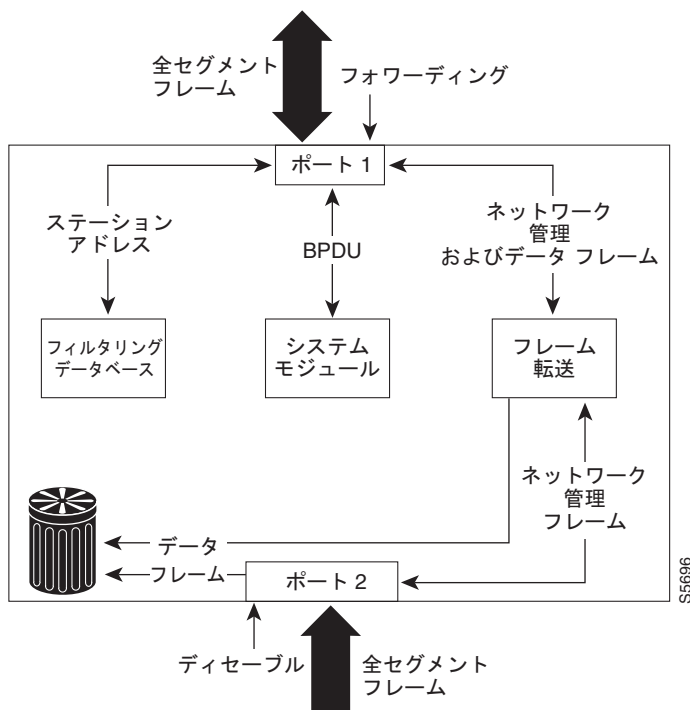 全セグメント
フレーム
フォワーディング
ポート 1
ステーション
アドレス
BPDU
ネットワーク
管理
およびデータ フレーム
フィルタリング
データベース
システム
モジュール
フレーム
転送
ネットワーク
管理
フレーム
データ
フレーム
ポート 2
ディセーブル
全セグメント
フレーム
S5696